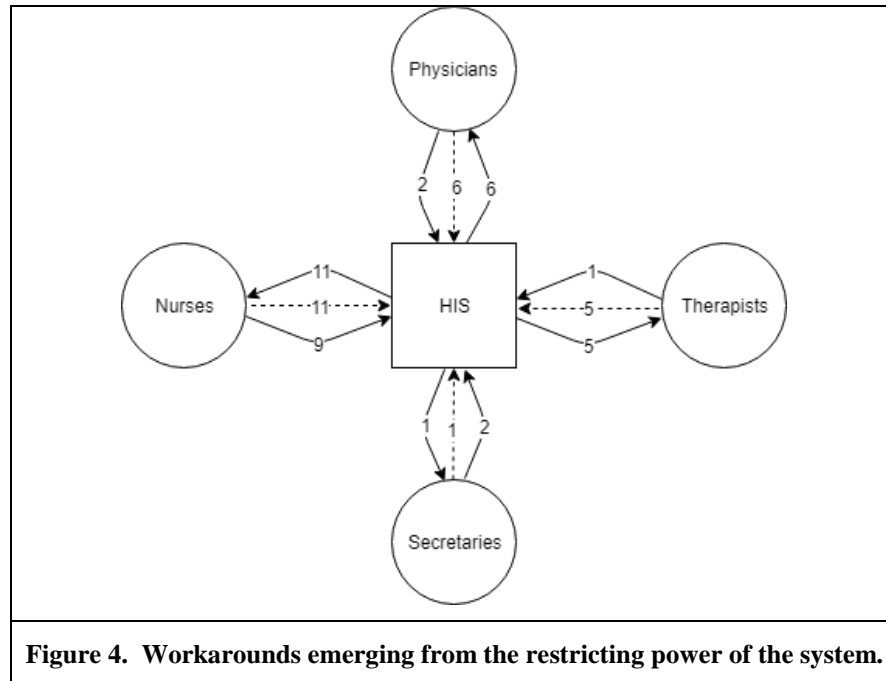 Physicians
2 6 6
Nurses
11
11
9
HIS
1
5
5
Therapists
1 1 2
Secretaries
Figure 4. Workarounds emerging from the restricting power of the system.